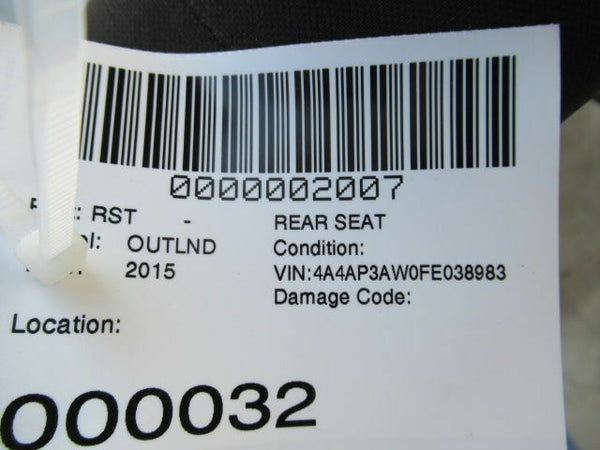 0000002007
: RST - REAR SEAT
l: OUTLND Condition:
: 2015 VIN:4A4AP3AW0FE038983
Damage Code:
Location:
000032